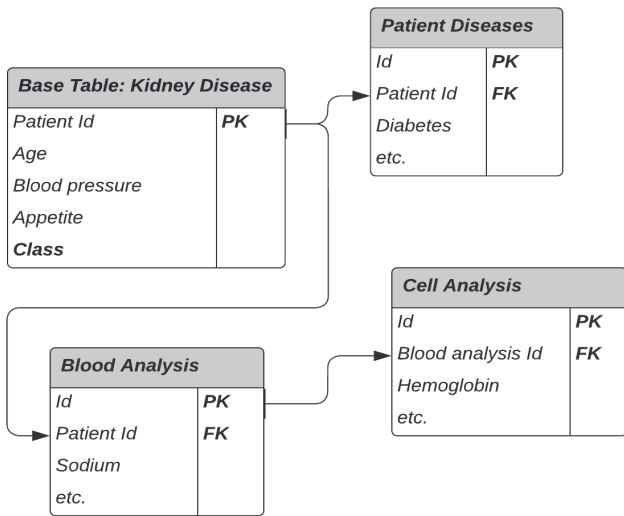 Patient Diseases
Id PK
Patient Id FK
Diabetes
etc.
Base Table: Kidney Disease
Patient Id PK
Age
Blood pressure
Appetite
Class
Cell Analysis
Id PK
Blood analysis Id FK
Hemoglobin
etc.
Blood Analysis
Id PK
Patient Id FK
Sodium
etc.